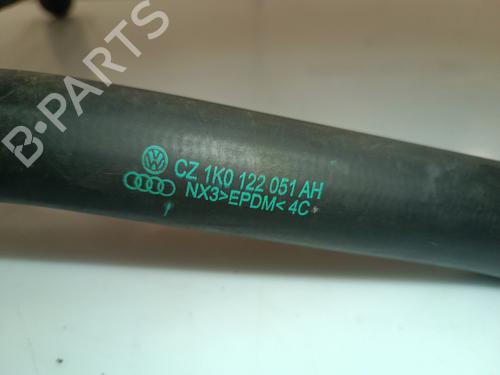 B-PARTS
CZ 1K0 122 051 AH
NX3>EPDM< 4C